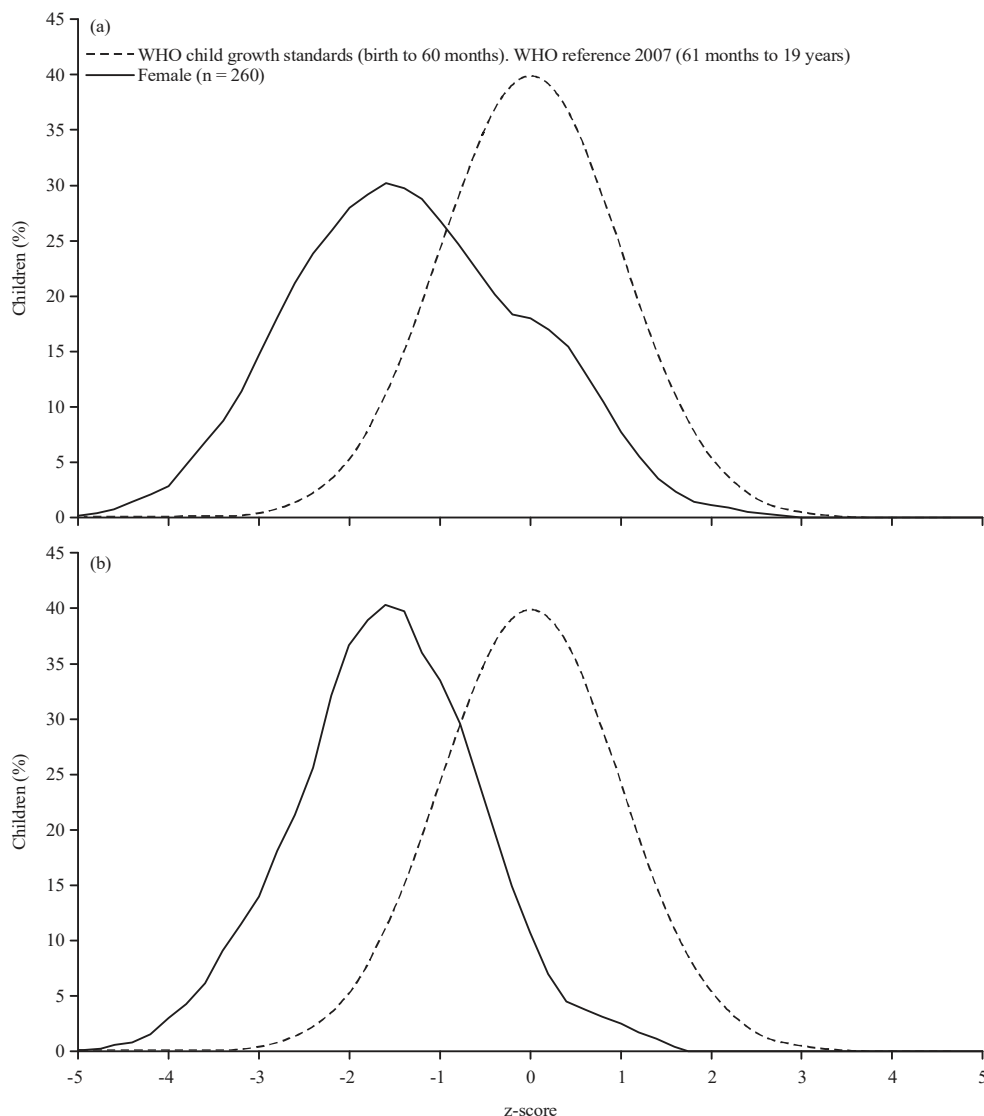 45
(a)
WHO child growth standards (birth to 60 months). WHO reference 2007 (61 months to 19 years)
Female (n = 260)
40
35
30
25
20
15
10
5
0
Children (%)
45
(b)
40
35
30
25
20
15
10
5
0
Children (%)
-5 -4 -3 -2 -1 0 1 2 3 4 5
z-score